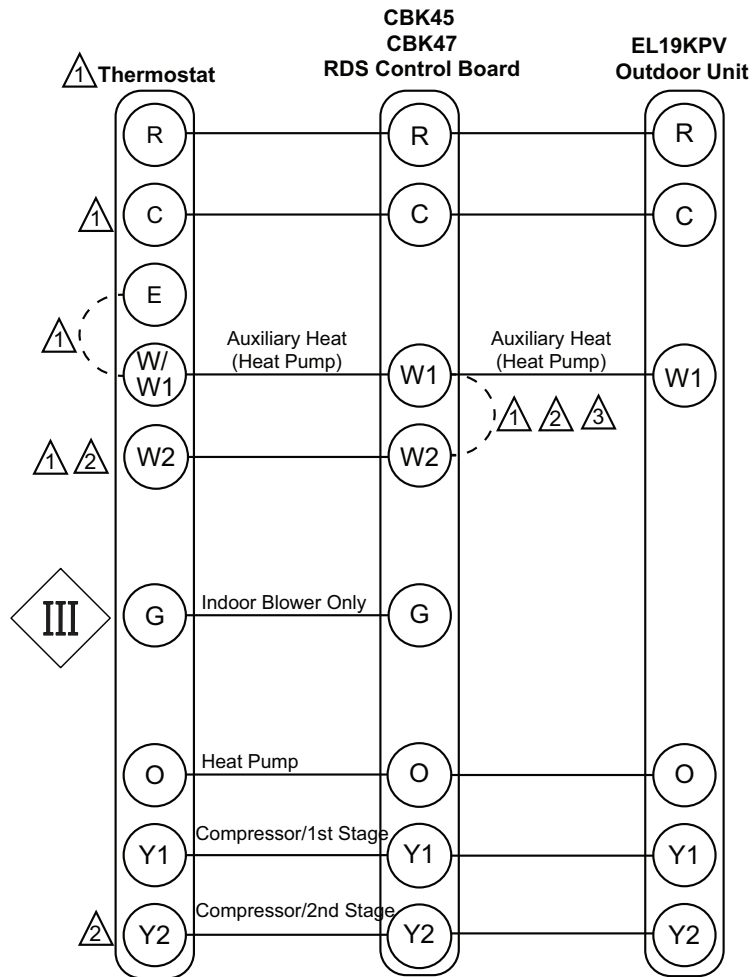 CBK45
CBK47
RDS Control Board
EL19KPV
Outdoor Unit
1 Thermostat
R R R
1 C C C
E
1
Auxiliary Heat
(Heat Pump)
Auxiliary Heat
(Heat Pump)
W/
W1
W1
W1
1 2 3
1 2 W2 W2
III
G
Indoor Blower Only
G
O
Heat Pump
O
O
Y1
Compressor/1st Stage
Y1
Y1
2
Y2
Compressor/2nd Stage
Y2
Y2